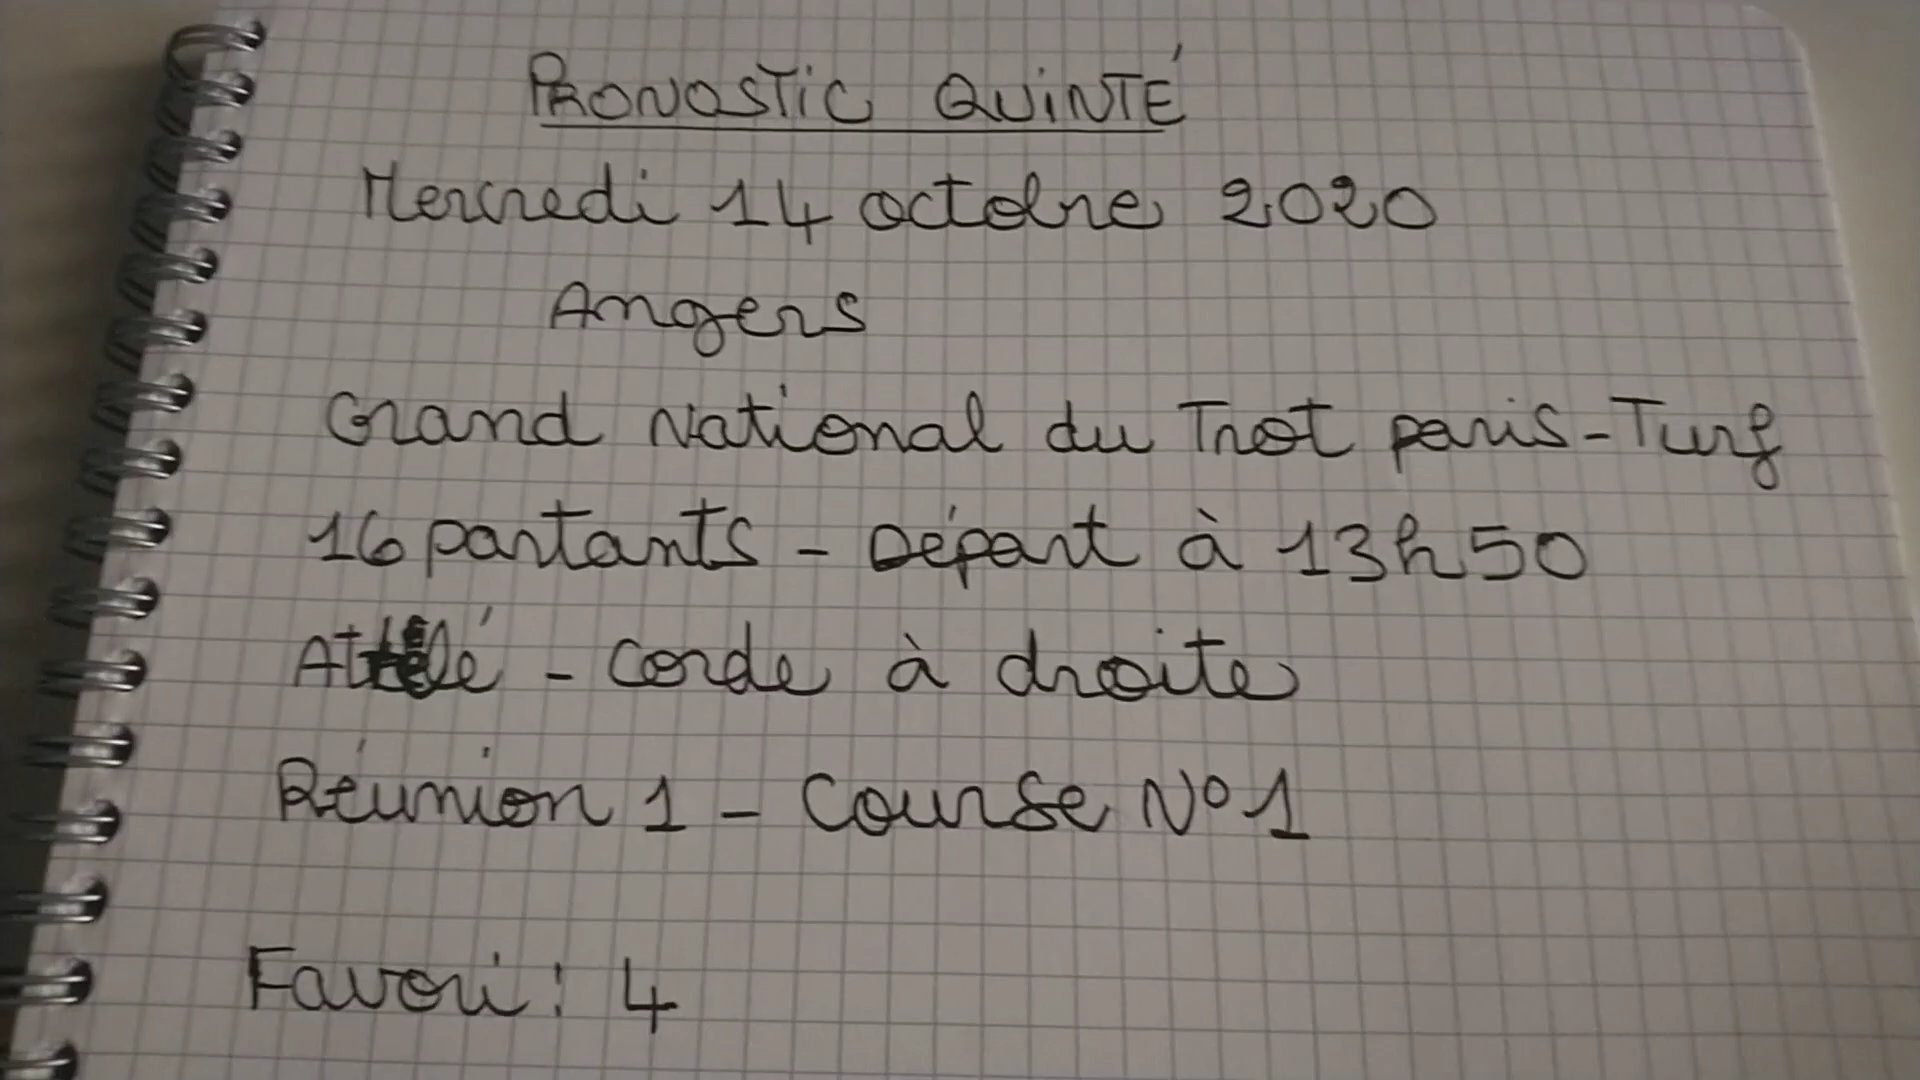 PRONOSTIC QUINTÉ
Mercredi 14 octobre 2020
Angers
Grand National du Trot paris-Turf
16 partants - Départ à 13h50
Attelé - Corde à droite
Réunion 1 - Course N°1
Favori : 4